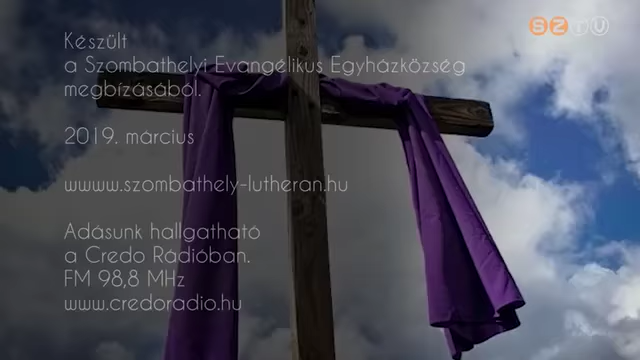 SZTV
Készült
a Szombathelyi Evangélikus Egyházközség
megbízásából.
2019. március
wwww.szombathely-lutheran.hu
Adásunk hallgatható
a Credo Rádióban.
FM 98,8 MHz
www.credoradio.hu